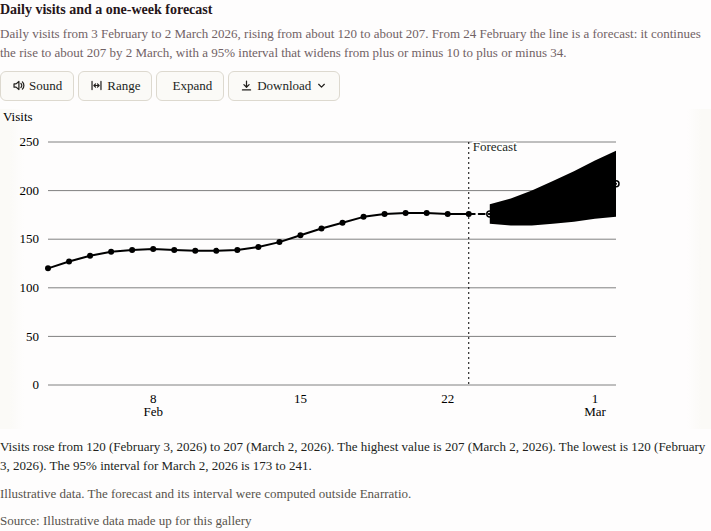 Daily visits and a one-week forecast
Daily visits from 3 February to 2 March 2026, rising from about 120 to about 207. From 24 February the line is a forecast: it continues
the rise to about 207 by 2 March, with a 95% interval that widens from plus or minus 10 to plus or minus 34.
Sound Range Expand Download
Visits
250
Forecast
200
150
100
50
0
8 15 22 1
Feb Mar
Visits rose from 120 (February 3, 2026) to 207 (March 2, 2026). The highest value is 207 (March 2, 2026). The lowest is 120 (February
3, 2026). The 95% interval for March 2, 2026 is 173 to 241.
Illustrative data. The forecast and its interval were computed outside Enarratio.
Source: Illustrative data made up for this gallery